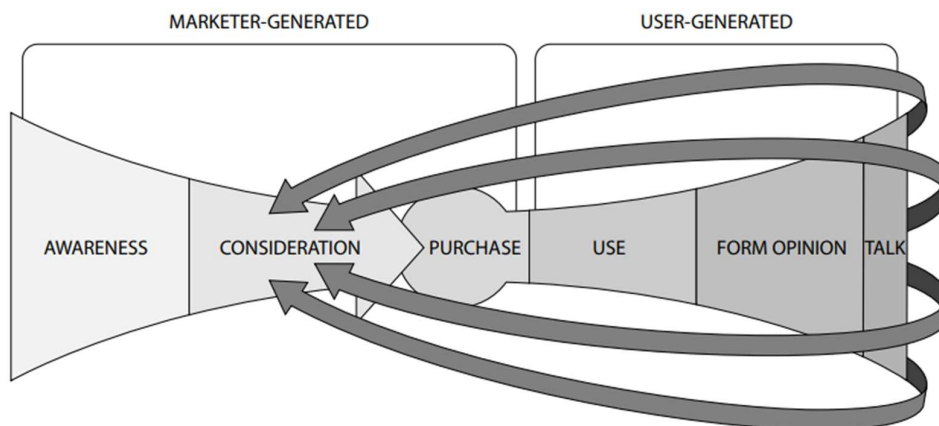 MARKETER-GENERATED
USER-GENERATED
AWARENESS
CONSIDERATION
PURCHASE
USE
FORM OPINION
TALK